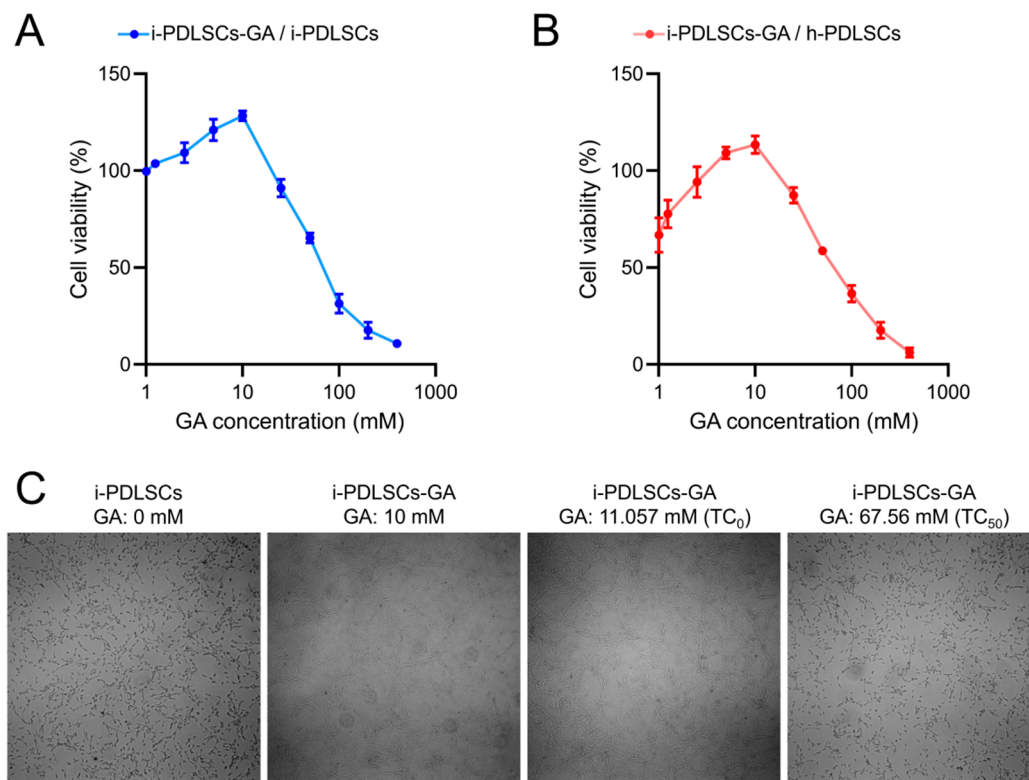 A
i-PDLSCs-GA / i-PDLSCs
150
100
50
0
Cell viability (%)
1
10
100
1000
GA concentration (mM)
B
i-PDLSCs-GA / h-PDLSCs
150
100
50
0
Cell viability (%)
1
10
100
1000
GA concentration (mM)
C
i-PDLSCs
GA: 0 mM
i-PDLSCs-GA
GA: 10 mM
i-PDLSCs-GA
GA: 11.057 mM (TC₀)
i-PDLSCs-GA
GA: 67.56 mM (TC₅₀)